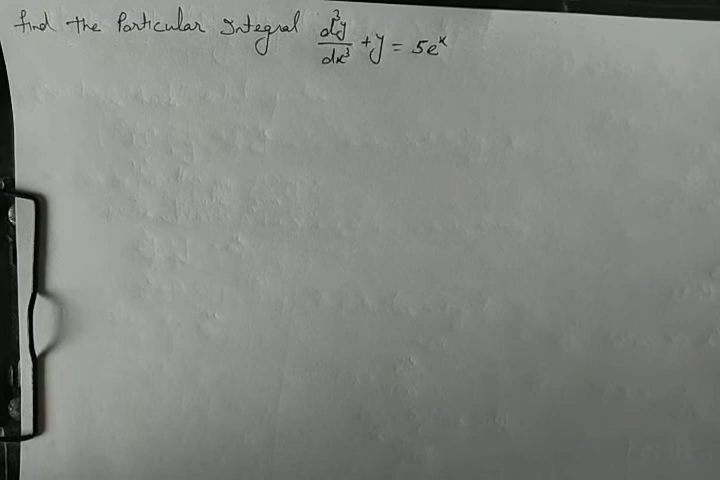 find the Particular Integral d³y/dx³ + y = 5eˣ